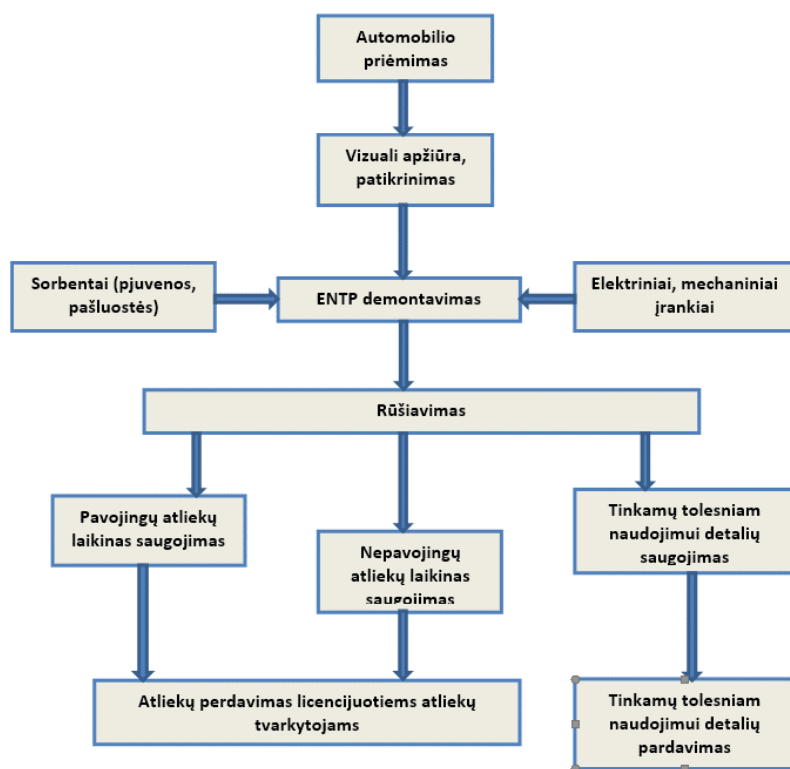 Automobilio
priėmimas
Vizuali apžiūra,
patikrinimas
Sorbentai (pjuvenos,
pašluostės)
ENTP demontavimas
Elektriniai, mechaniniai
įrankiai
Rūšiavimas
Pavojingų atliekų
laikinas saugojimas
Nepavojingų
atliekų laikinas
saugojimas
Tinkamų tolesniam
naudojimui detalių
saugojimas
Atliekų perdavimas licencijuotiems atliekų
tvarkytojams
Tinkamų tolesniam
naudojimui detalių
pardavimas